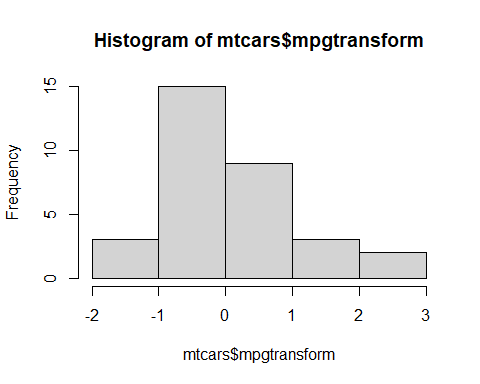 Histogram of mtcars$mpgtransform
Frequency
15
10
5
0
-2 -1 0 1 2 3
mtcars$mpgtransform